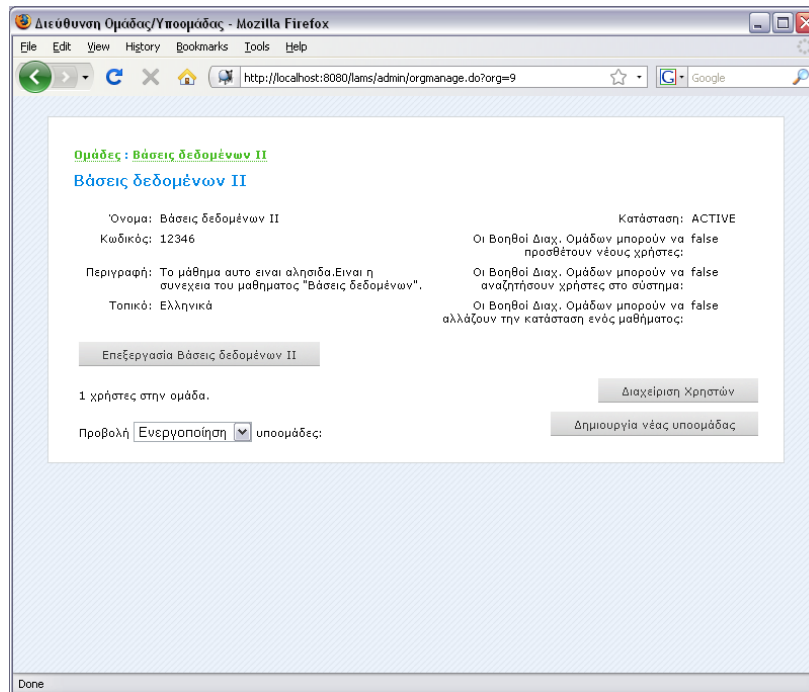 Διεύθυνση Ομάδας/Υποομάδας - Mozilla Firefox
File Edit View History Bookmarks Tools Help
http://localhost:8080/lams/admin/orgmanage.do?org=9 G Google
Ομάδες : Βάσεις δεδομένων ΙΙ
Βάσεις δεδομένων ΙΙ
Όνομα: Βάσεις δεδομένων ΙΙ Κατάσταση: ACTIVE
Κωδικός: 12346 Οι Βοηθοί Διαχ. Ομάδων μπορούν να false
προσθέτουν νέους χρήστες:
Περιγραφή: Το μάθημα αυτο ειναι αλησιδα.Ειναι η Οι Βοηθοί Διαχ. Ομάδων μπορούν να false
συνεχεια του μαθηματος "Βάσεις δεδομένων". αναζητήσουν χρήστες στο σύστημα:
Τοπικό: Ελληνικά Οι Βοηθοί Διαχ. Ομάδων μπορούν να false
αλλάζουν την κατάσταση ενός μαθήματος:
Επεξεργασία Βάσεις δεδομένων ΙΙ
1 χρήστες στην ομάδα. Διαχείριση Χρηστών
Προβολή Ενεργοποίηση υποομάδες: Δημιουργία νέας υποομάδας
Done